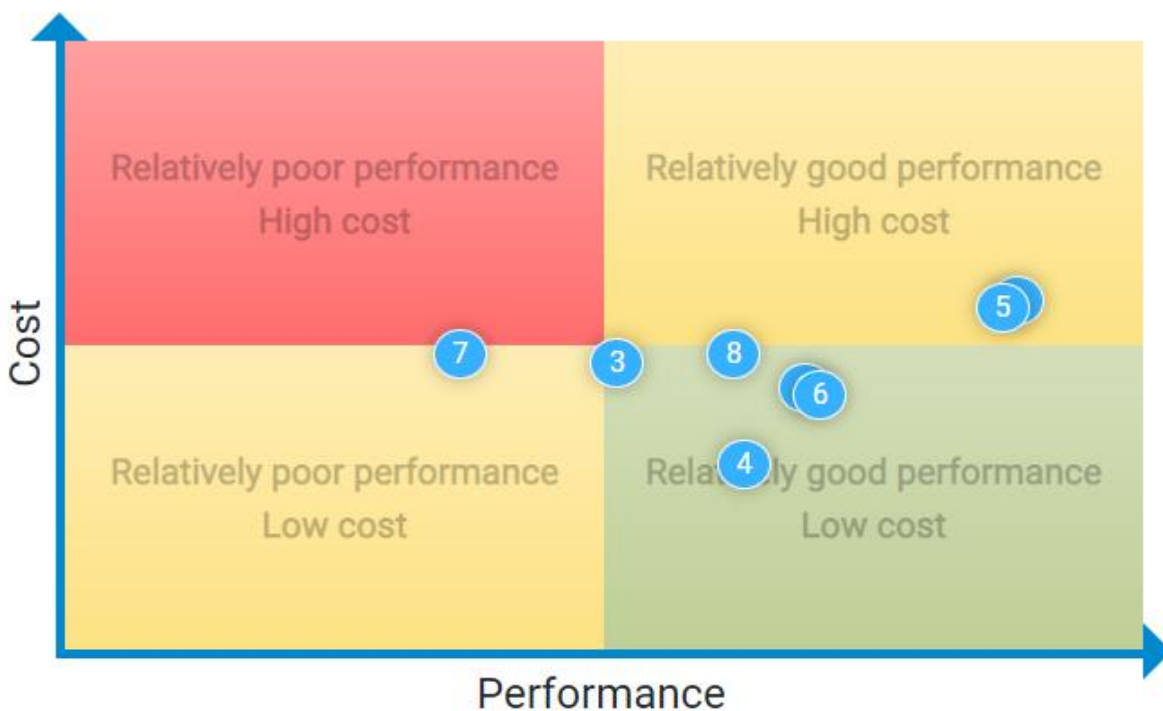 Relatively poor performance
High cost
Relatively good performance
High cost
Cost
5
7
3
8
6
4
Relatively poor performance
Low cost
Relatively good performance
Low cost
Performance